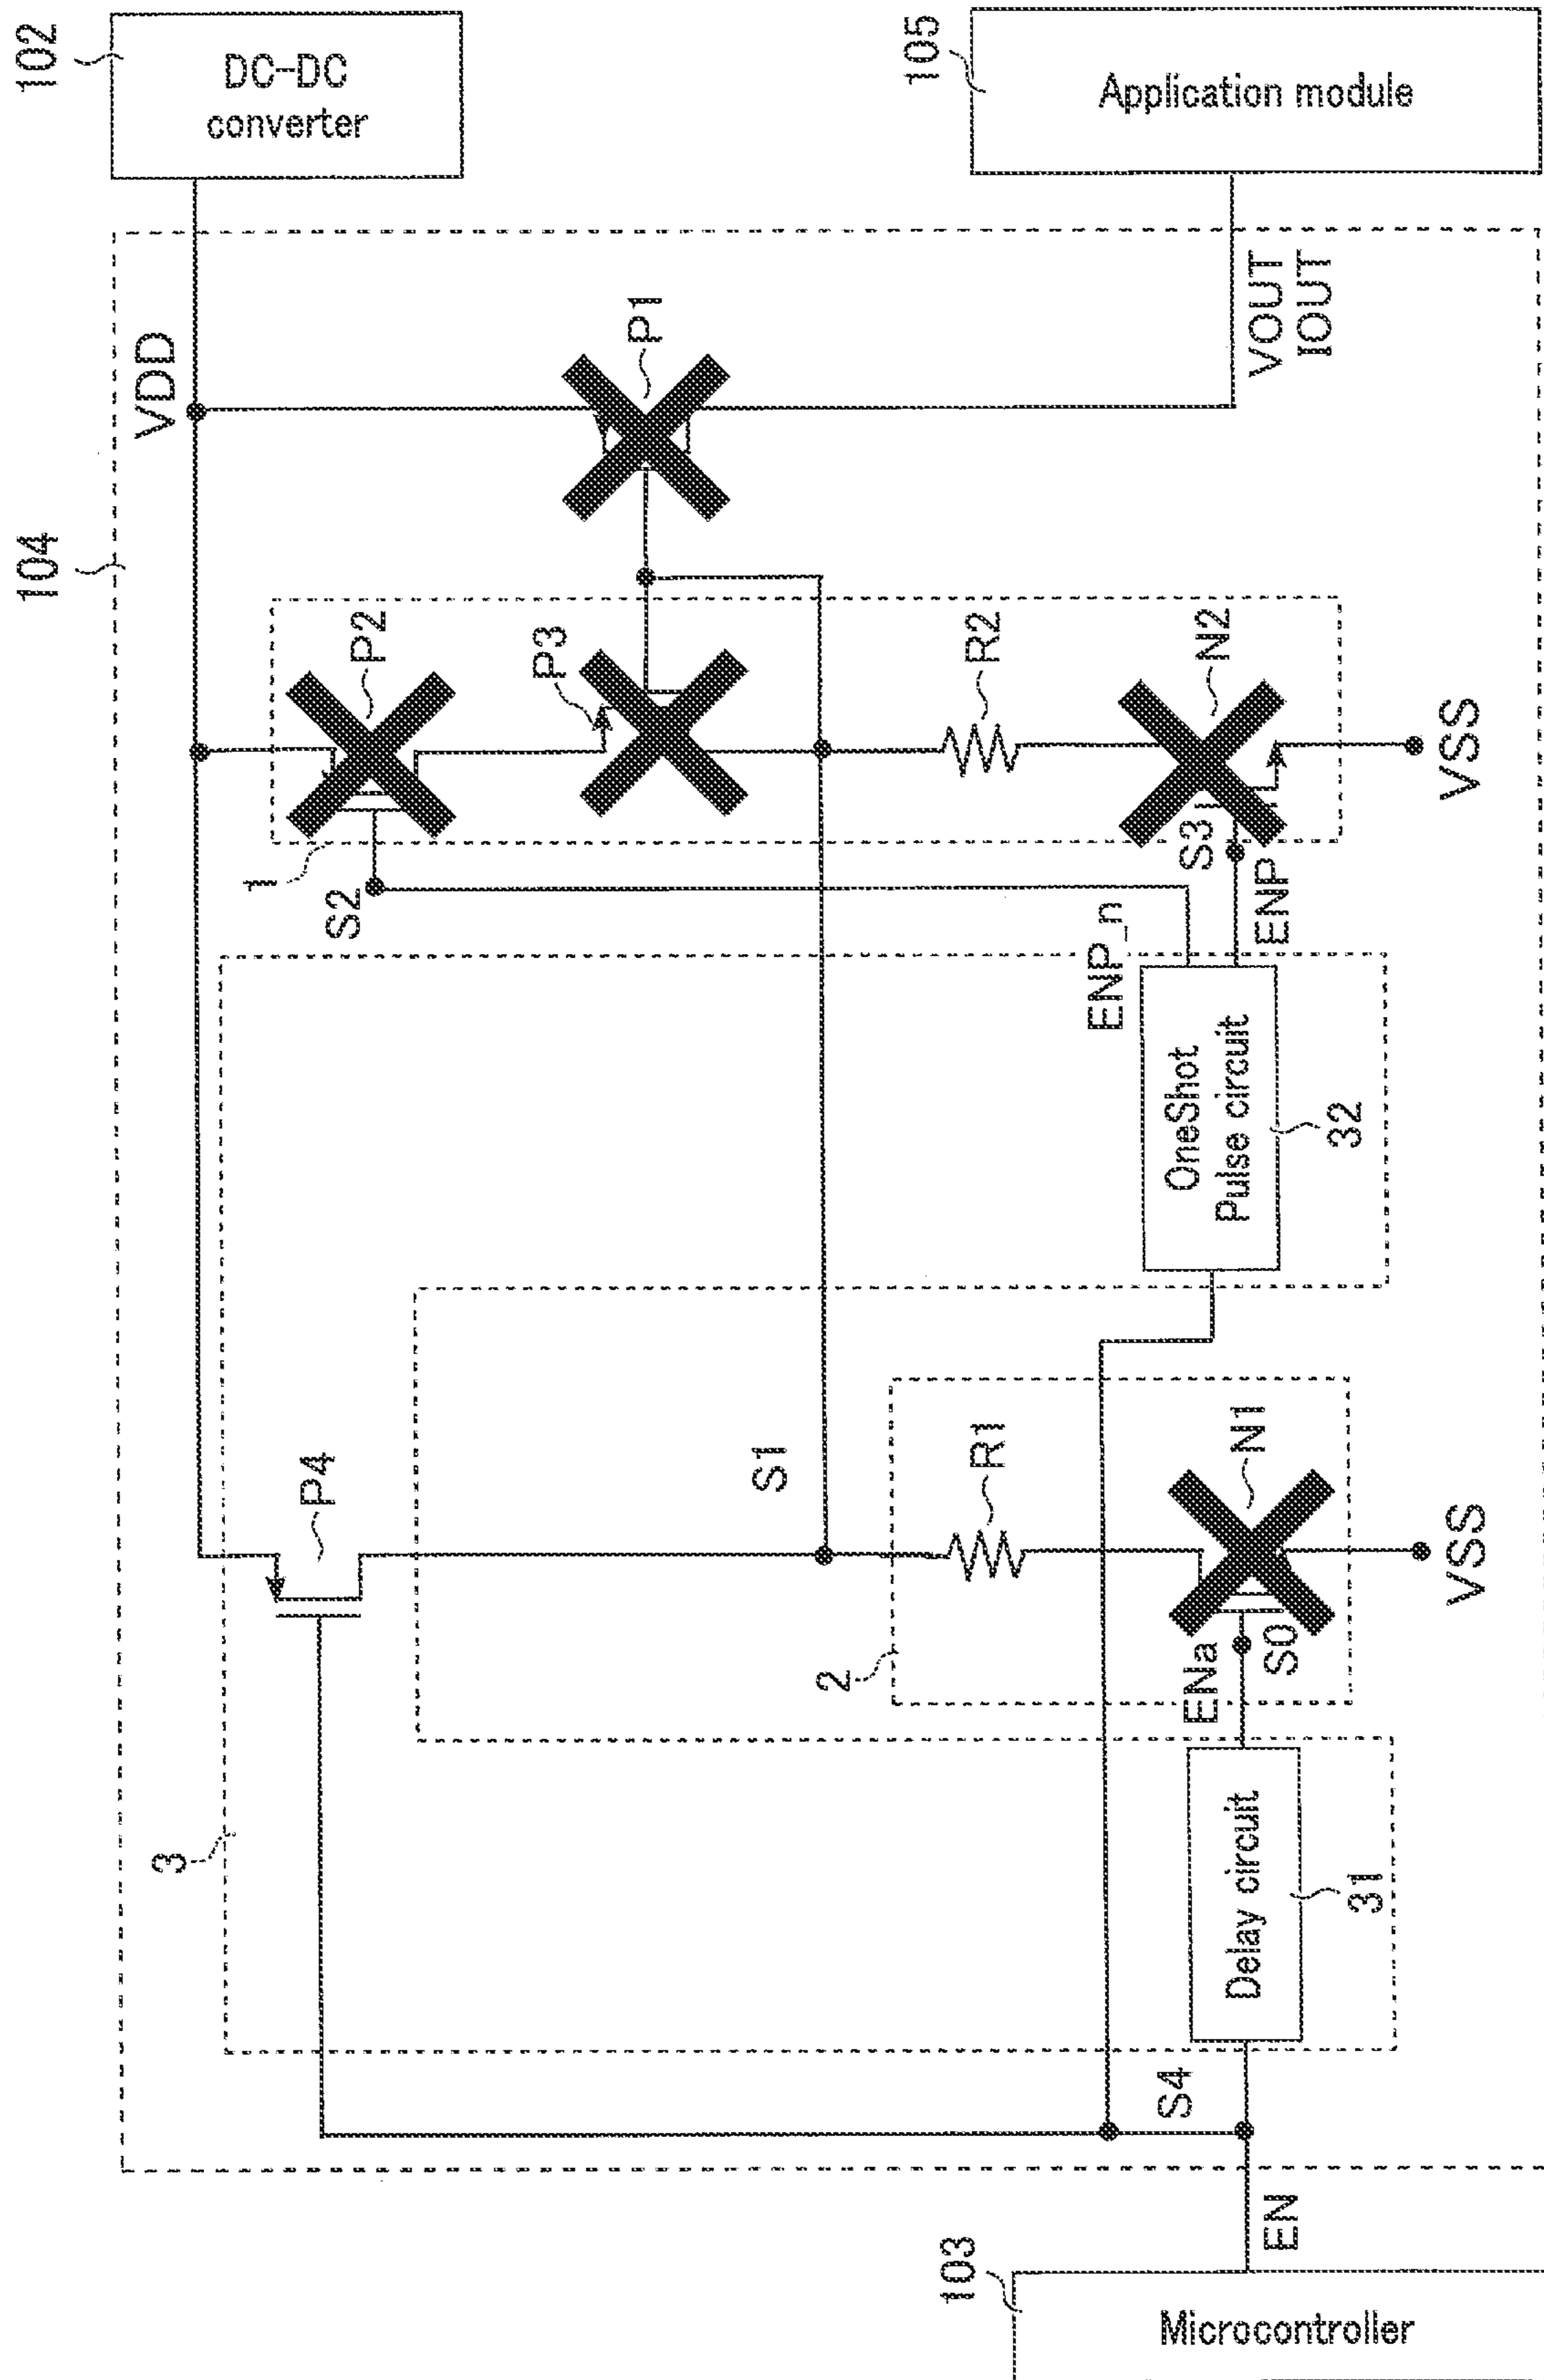 102
DC-DC
converter
105
Application module
104
VDD
P1
VOUT
IOUT
P2
P3
R2
N2
1
S2
S3
VSS
ENP_n
ENP
OneShot
Pulse circuit
32
P4
S1
R1
N1
2
ENa
S0
VSS
3
Delay circuit
31
S4
103
EN
Microcontroller